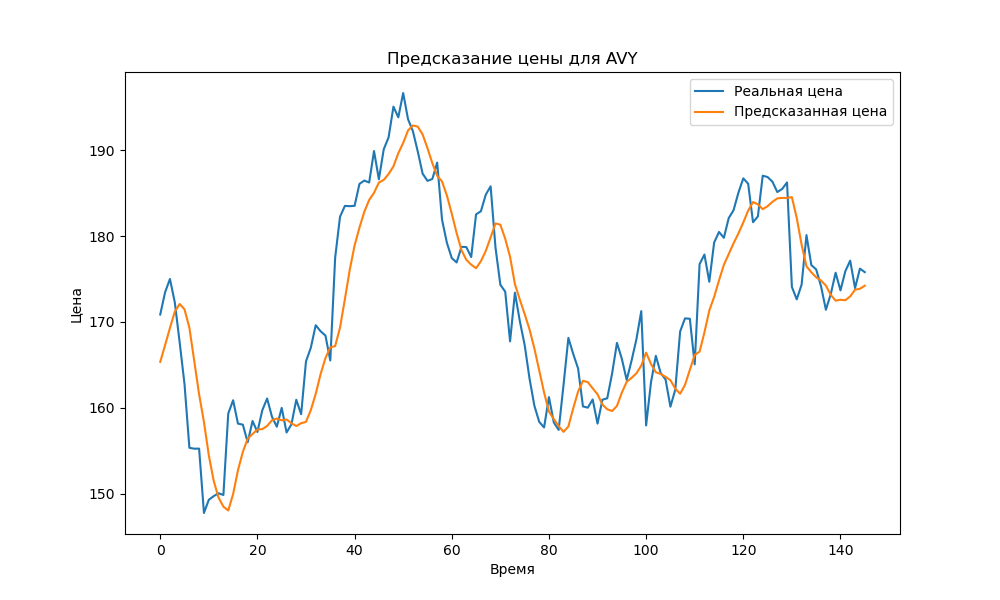 Предсказание цены для AVY
Реальная цена
Предсказанная цена
Цена
190
180
170
160
150
0 20 40 60 80 100 120 140
Время